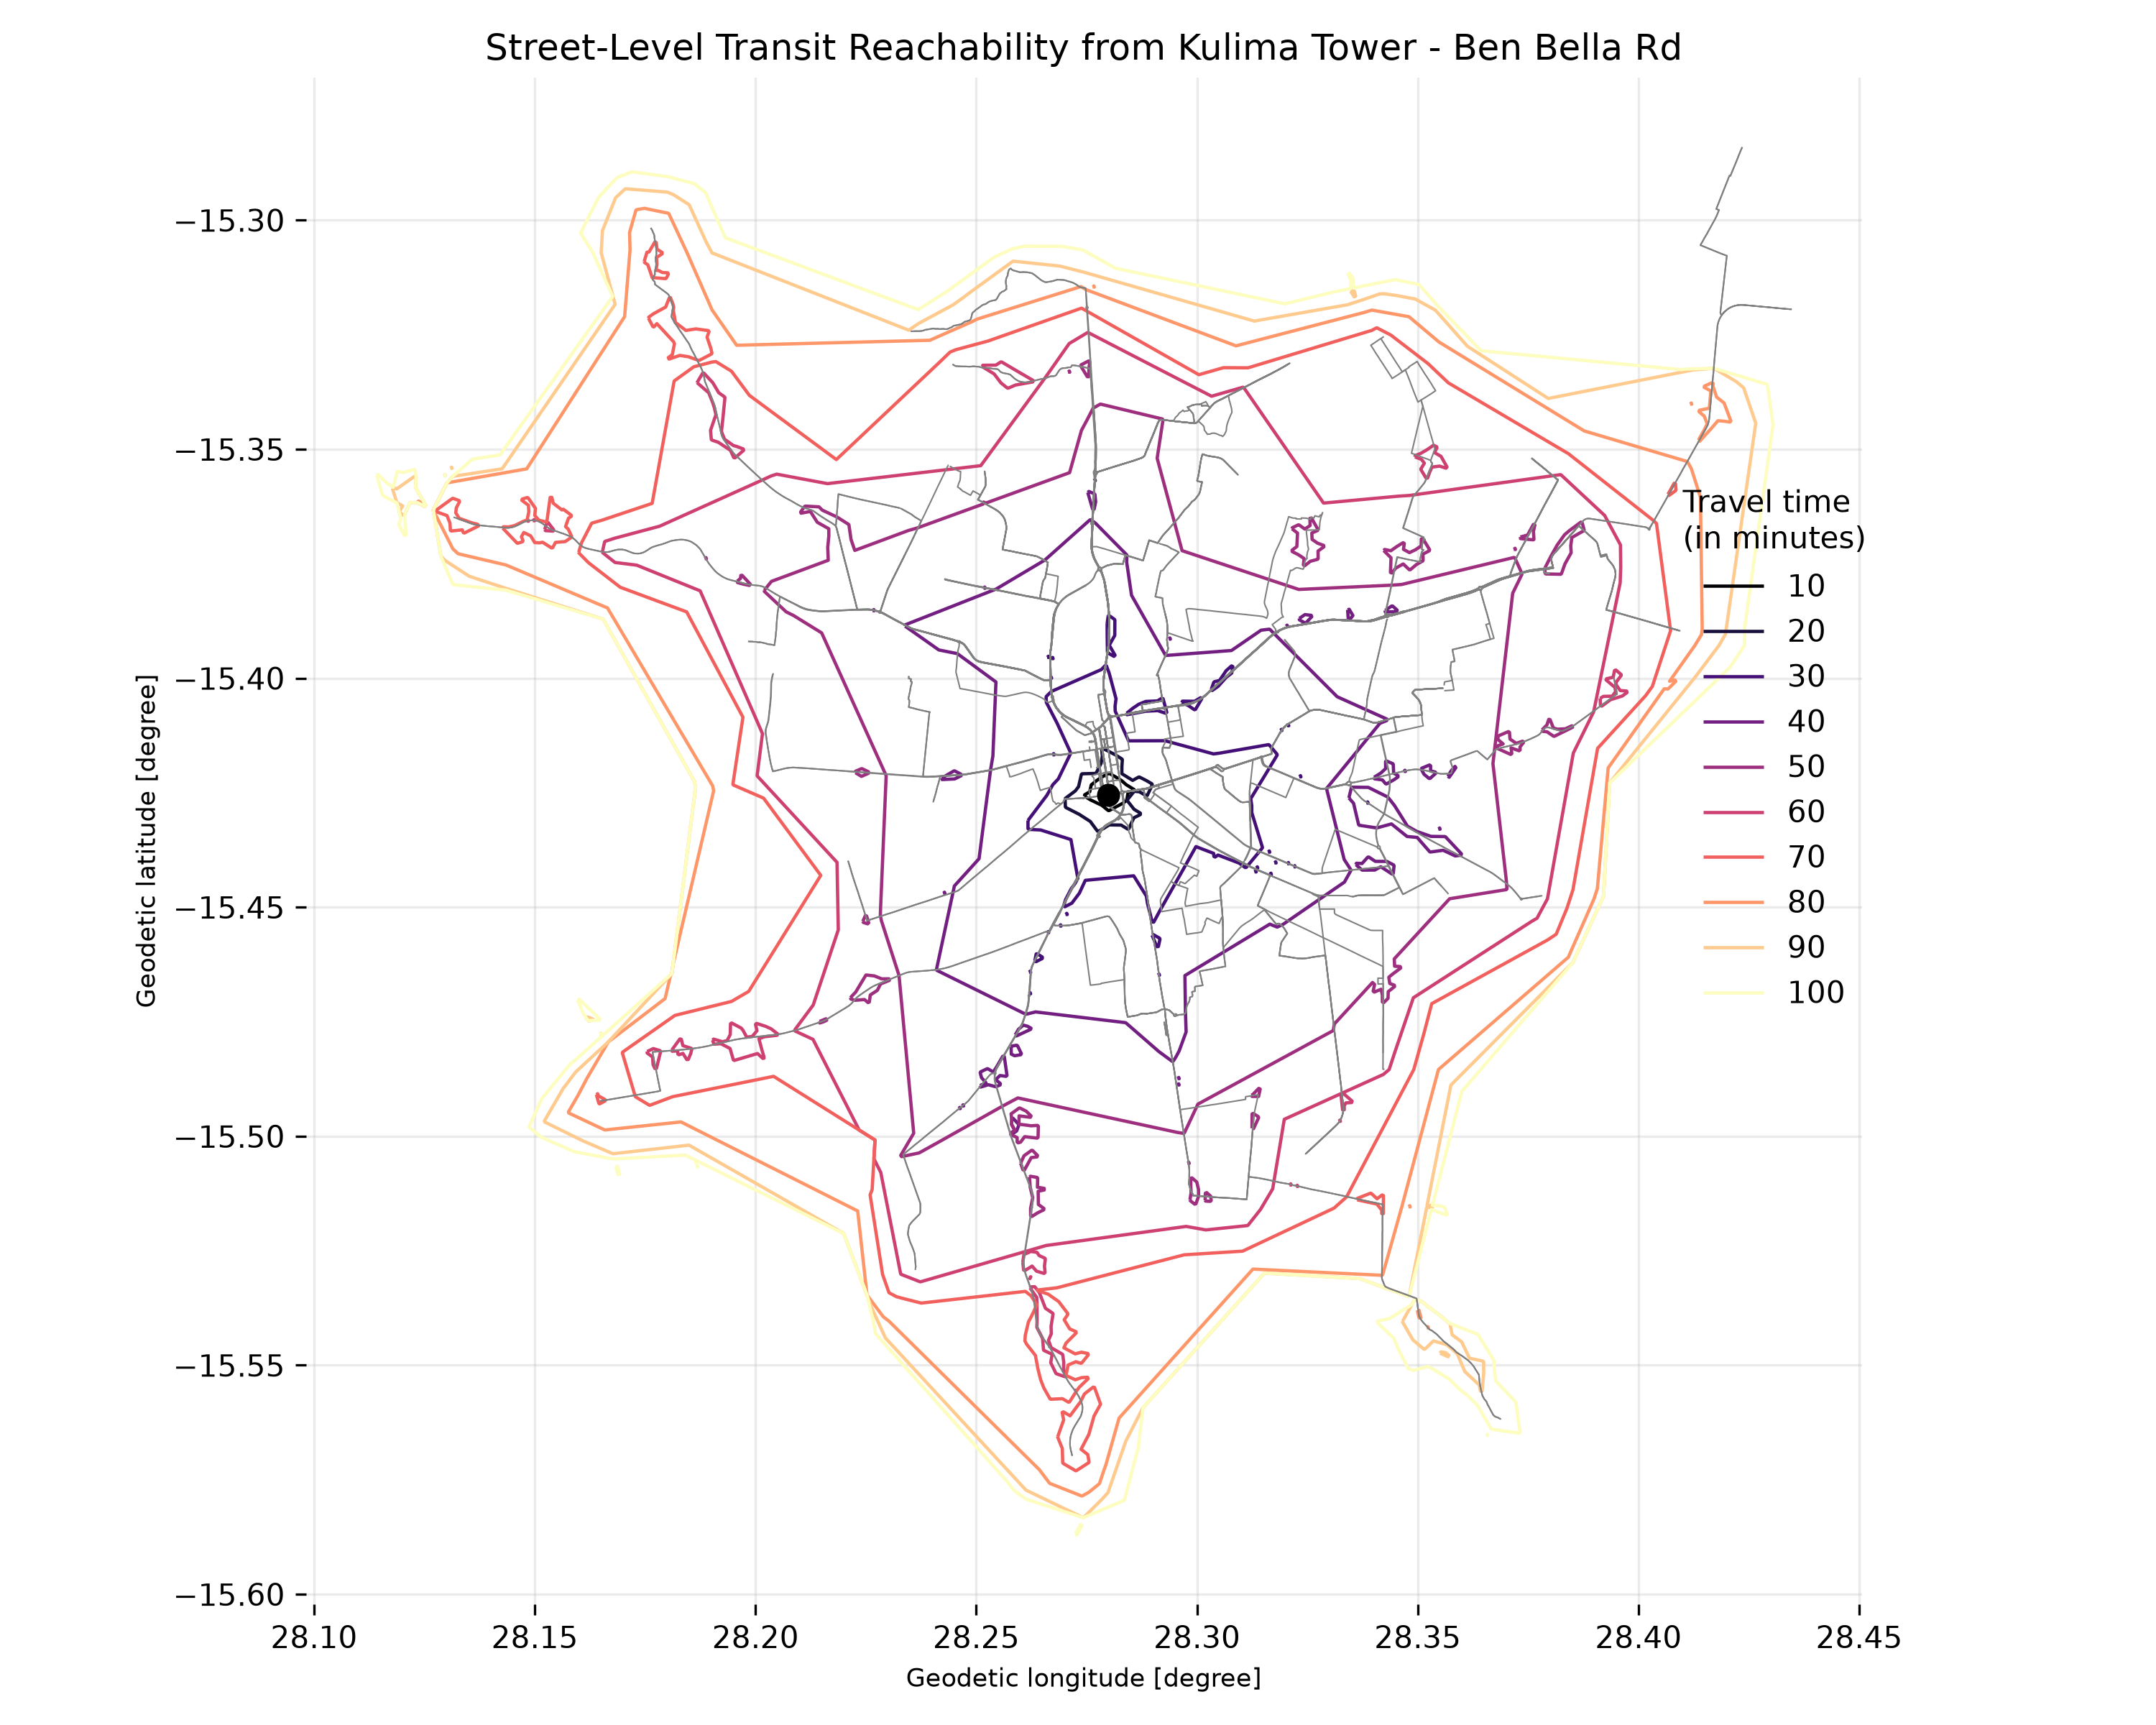 Street-Level Transit Reachability from Kulima Tower - Ben Bella Rd
−15.30
−15.35
−15.40
−15.45
−15.50
−15.55
−15.60
Geodetic latitude [degree]
Travel time
(in minutes)
10
20
30
40
50
60
70
80
90
100
28.10 28.15 28.20 28.25 28.30 28.35 28.40 28.45
Geodetic longitude [degree]